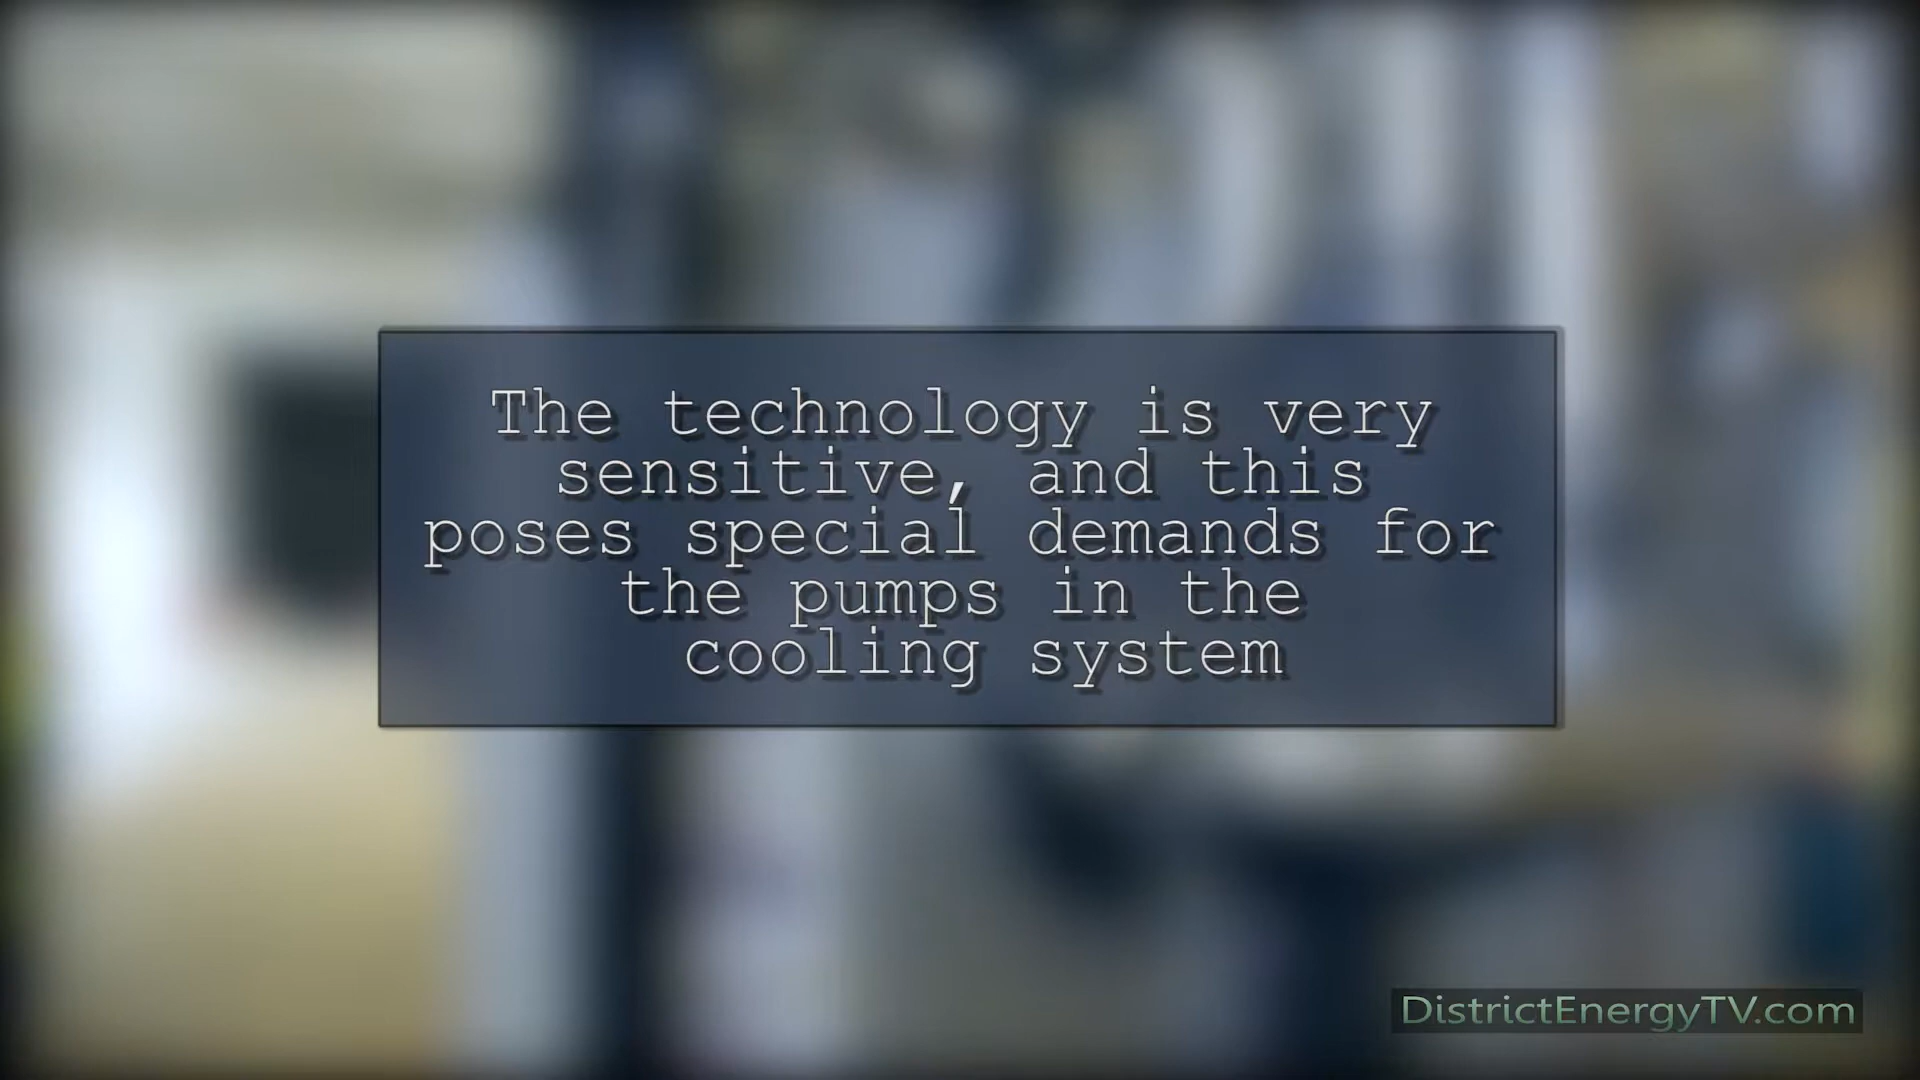 The technology is very
sensitive, and this
poses special demands for
the pumps in the
cooling system
DistrictEnergyTV.com